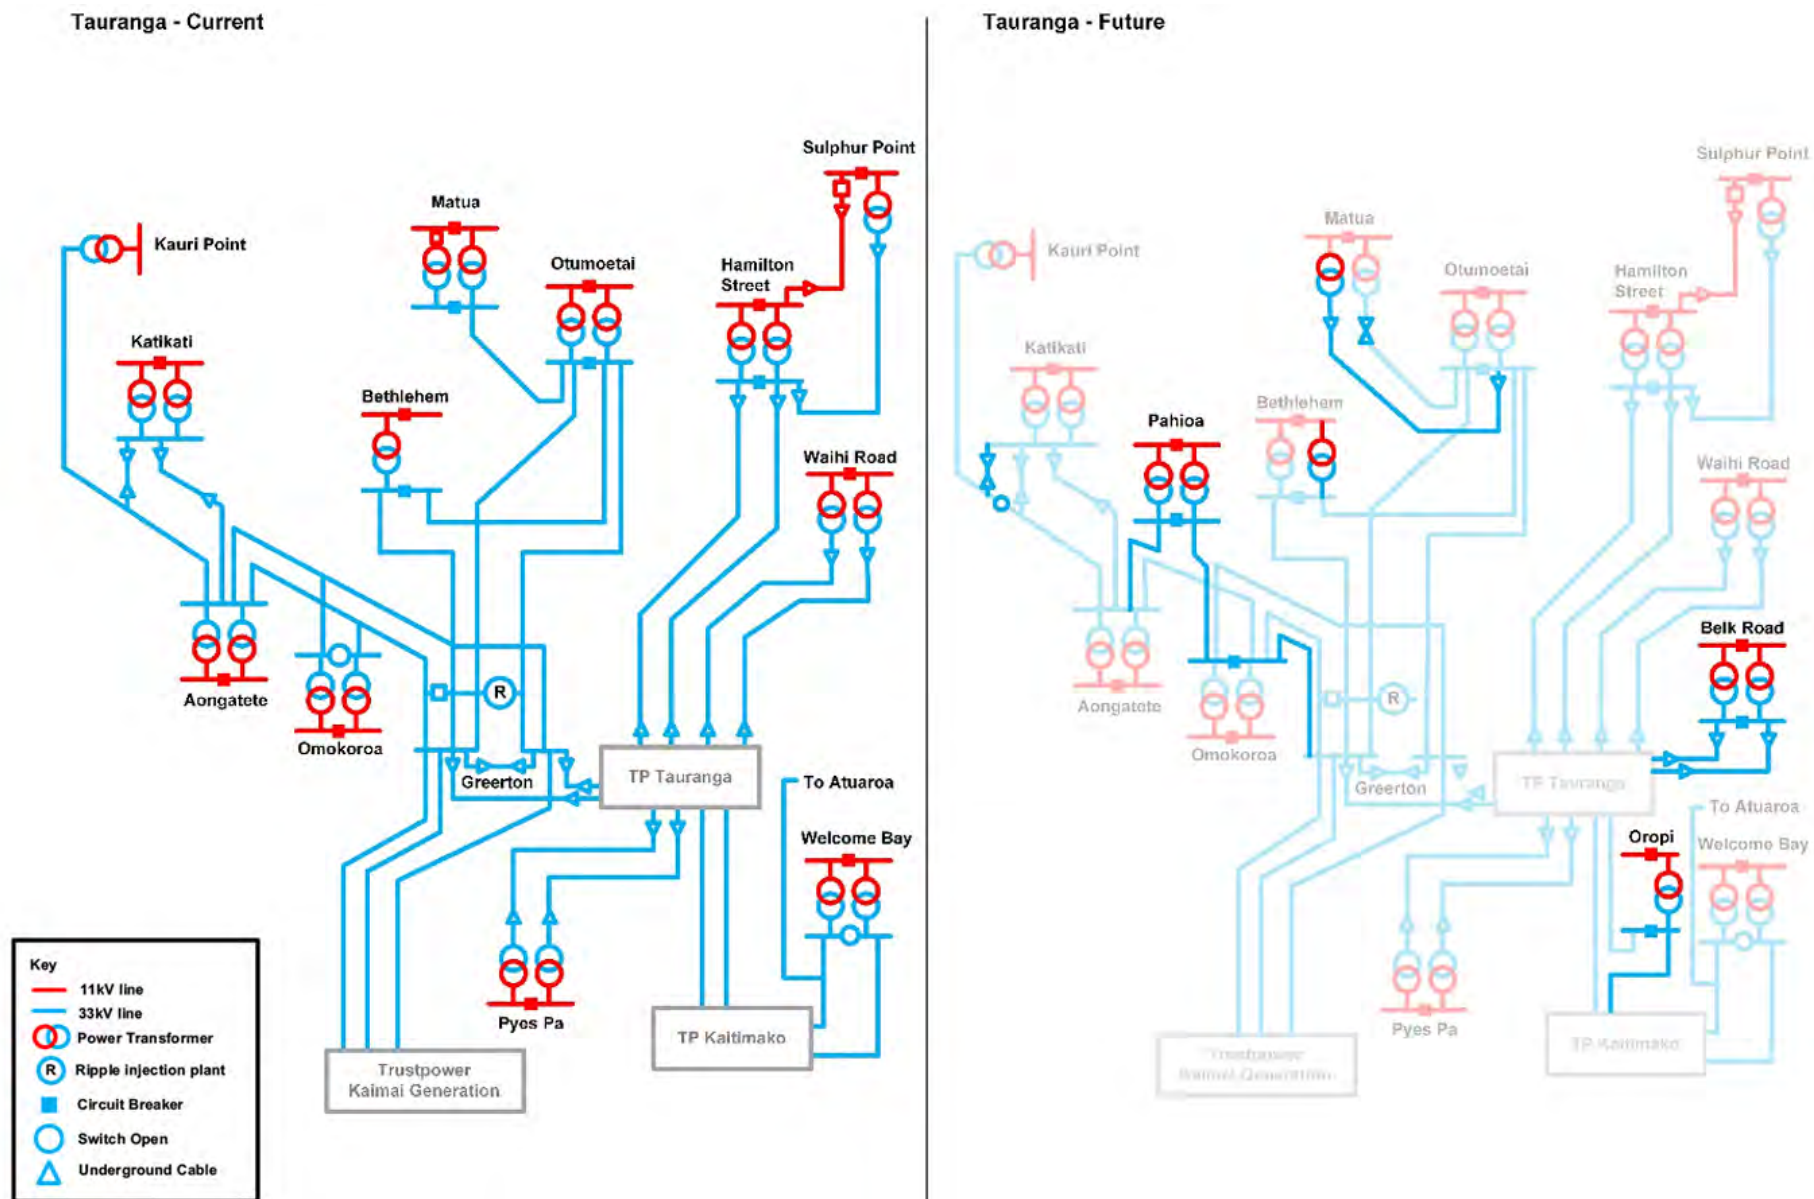 Tauranga - Current
Sulphur Point
Matua
Kauri Point
Otumoetai
Hamilton
Street
Katikati
Bethlehem
Waihi Road
Aongatete
R
Omokoroa
Greerton
TP Tauranga
To Atuaroa
Welcome Bay
Pyes Pa
TP Kaitimako
Trustpower
Kaimai Generation
Key
11kV line
33kV line
Power Transformer
R
Ripple injection plant
Circuit Breaker
Switch Open
Underground Cable
Tauranga - Future
Sulphur Point
Matua
Kauri Point
Otumoetai
Hamilton
Street
Katikati
Bethlehem
Pahioa
Waihi Road
Belk Road
Aongatete
R
Omokoroa
Greerton
TP Tauranga
To Atuaroa
Oropi
Welcome Bay
Pyes Pa
TP Kaitimako
Trustpower
Kaimai Generation